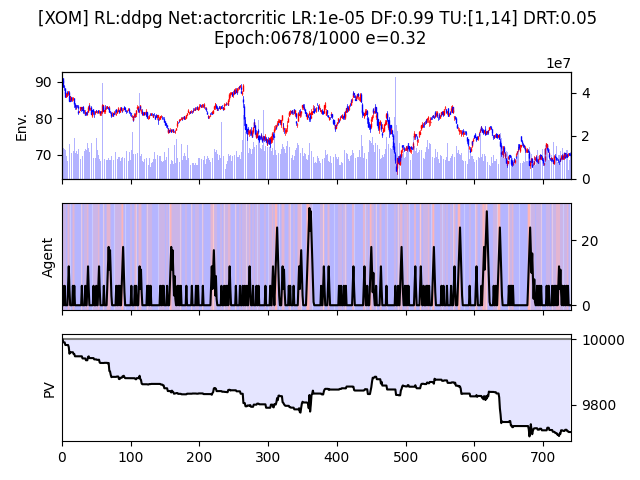 [XOM] RL:ddpg Net:actorcritic LR:1e-05 DF:0.99 TU:[1,14] DRT:0.05
Epoch:0678/1000 e=0.32
1e7
Env.
90
80
70
4
2
0
Agent
20
0
PV
10000
9800
0 100 200 300 400 500 600 700